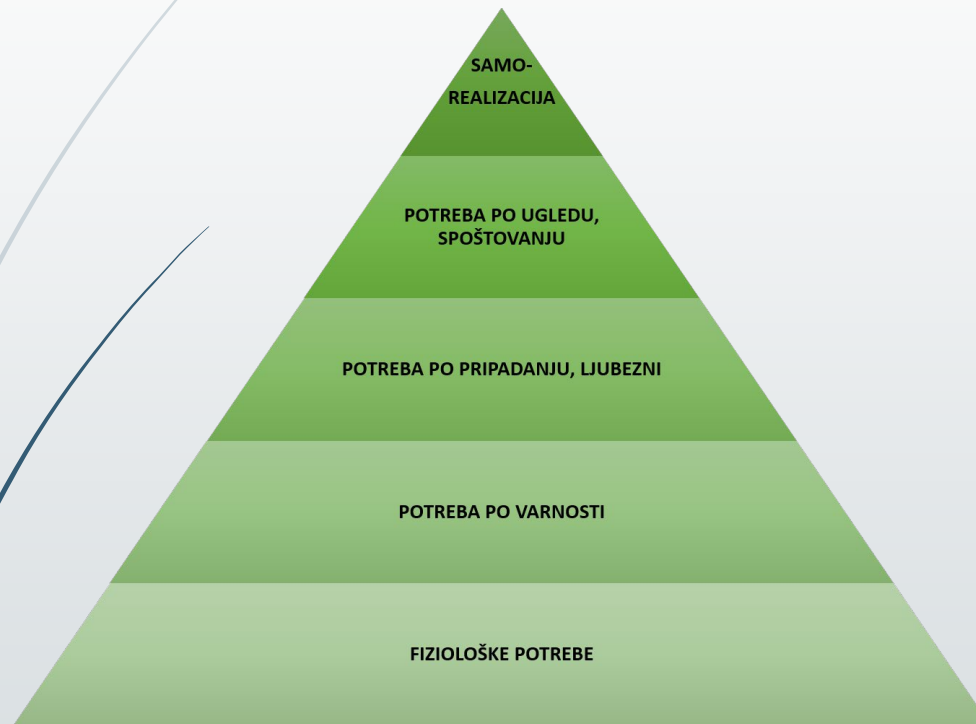 SAMO-
REALIZACIJA
POTREBA PO UGLEDU,
SPOŠTOVANJU
POTREBA PO PRIPADANJU, LJUBEZNI
POTREBA PO VARNOSTI
FIZIOLOŠKE POTREBE